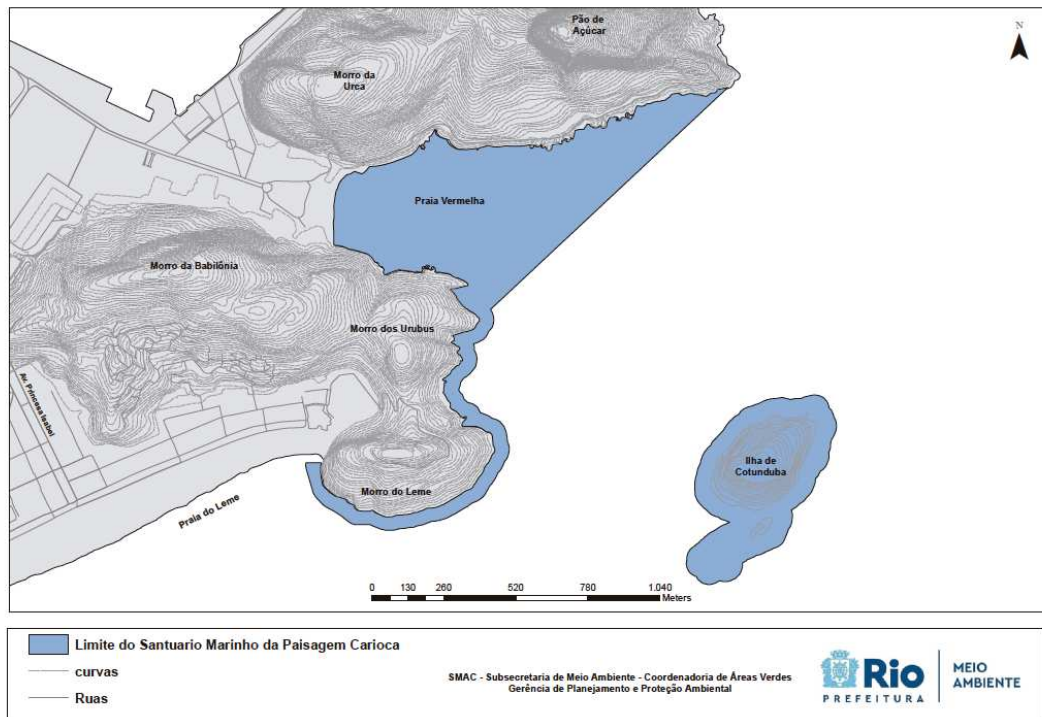 Pão de
Açúcar
N
Morro da
Urca
Praia Vermelha
Morro da Babilônia
Morro dos Urubus
Av. Princesa Isabel
Ilha de
Cotunduba
Morro do Leme
Praia do Leme
0 130 260 520 780 1.040
Meters
Limite do Santuario Marinho da Paisagem Carioca
curvas
Ruas
SMAC - Subsecretaria de Meio Ambiente - Coordenadoria de Áreas Verdes
Gerência de Planejamento e Proteção Ambiental
Rio
PREFEITURA
MEIO
AMBIENTE